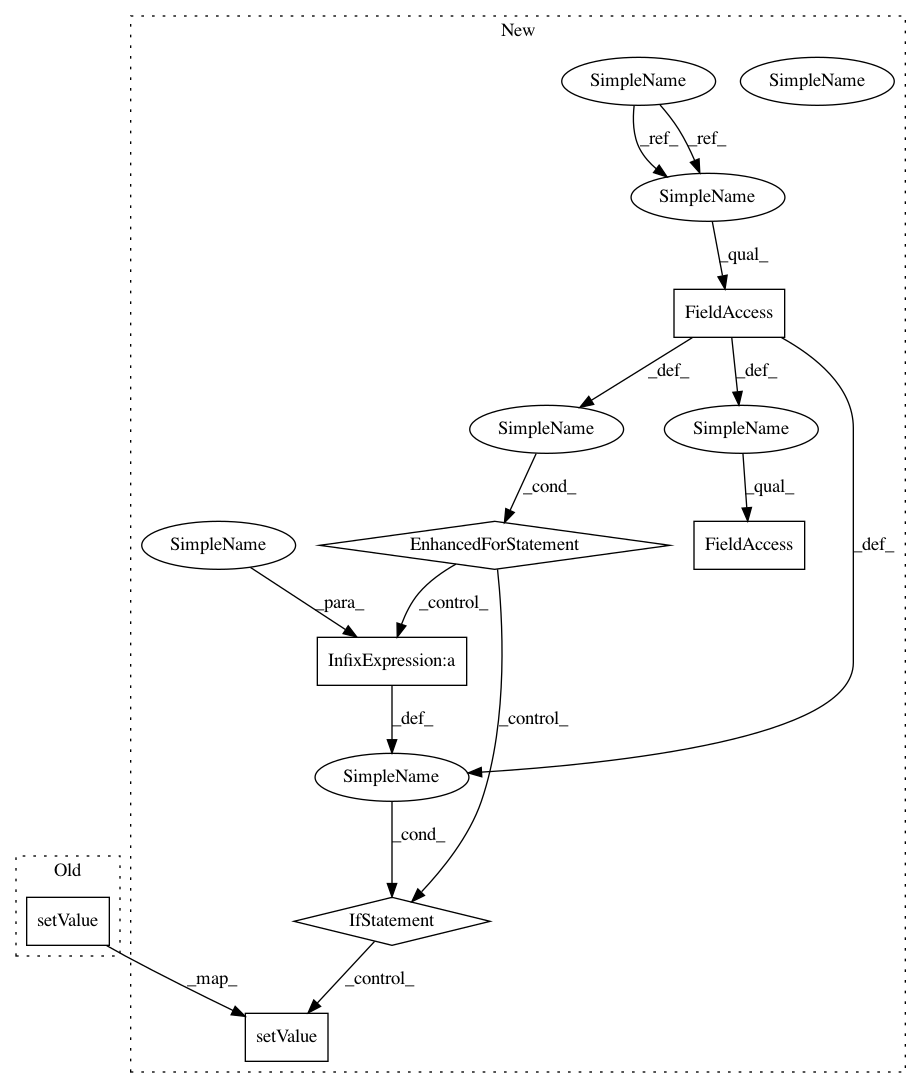 New
SimpleName
SimpleName
_ref_
_ref_
SimpleName
_qual_
FieldAccess
_def_
_def_
SimpleName
SimpleName
_cond_
_qual_
SimpleName
EnhancedForStatement
FieldAccess
_def_
_para_
_control_
InfixExpression:a
_def_
_control_
SimpleName
_cond_
Old
setValue
IfStatement
_map_
_control_
setValue